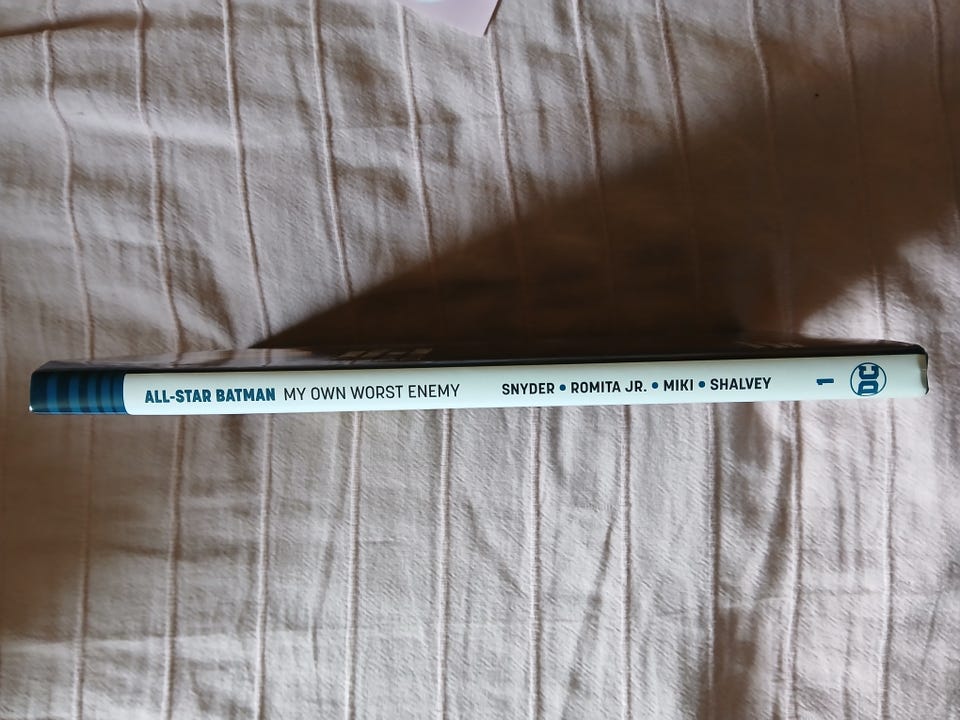 ALL-STAR BATMAN MY OWN WORST ENEMY SNYDER • ROMITA JR. • MIKI • SHALVEY 1 DC